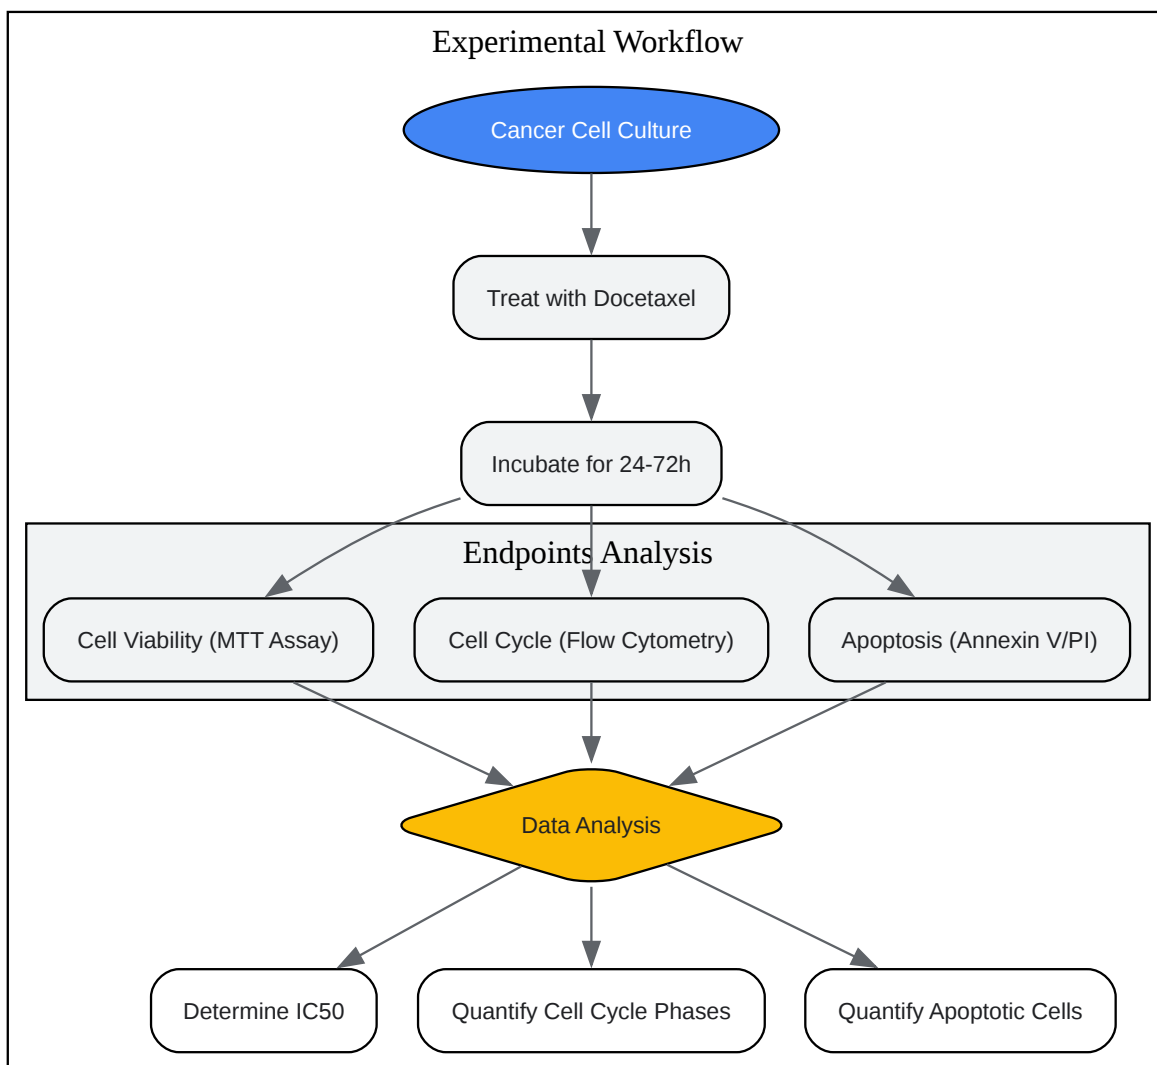 Experimental Workflow
Cancer Cell Culture
Treat with Docetaxel
Incubate for 24-72h
Endpoints Analysis
Cell Viability (MTT Assay)
Cell Cycle (Flow Cytometry)
Apoptosis (Annexin V/PI)
Data Analysis
Determine IC50
Quantify Cell Cycle Phases
Quantify Apoptotic Cells